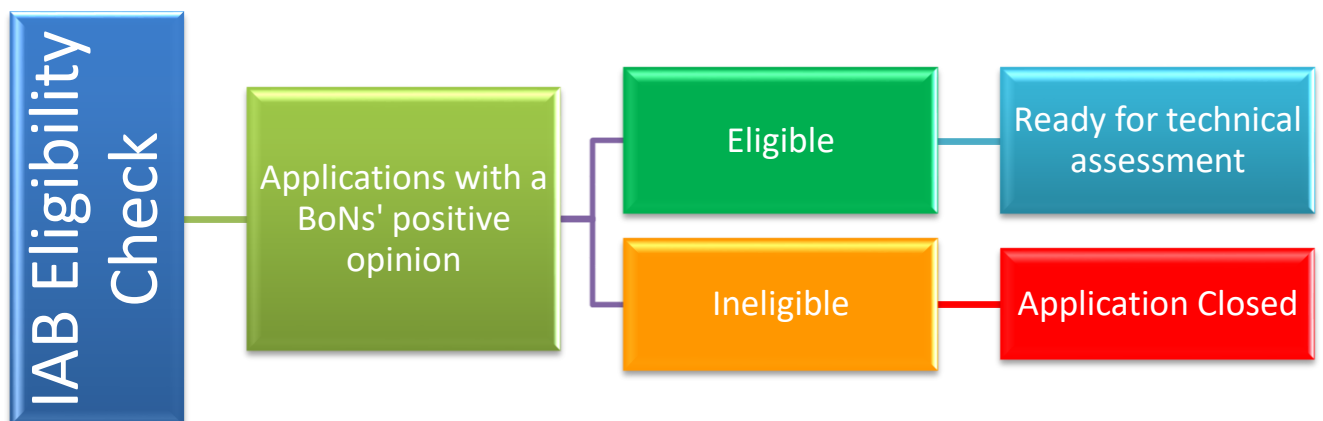 IAB Eligibility
Check
Applications with a
BoNs' positive
opinion
Eligible
Ready for technical
assessment
Ineligible
Application Closed